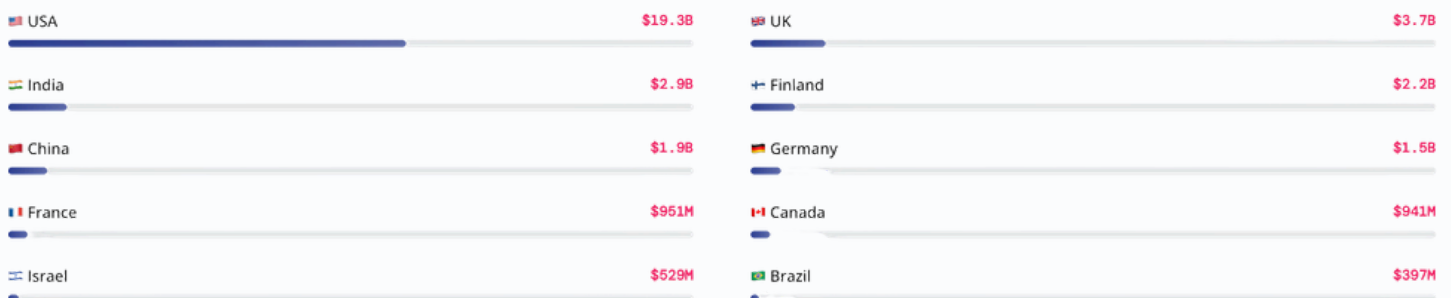 USA $19.3B
UK $3.7B
India $2.9B
Finland $2.2B
China $1.9B
Germany $1.5B
France $951M
Canada $941M
Israel $529M
Brazil $397M